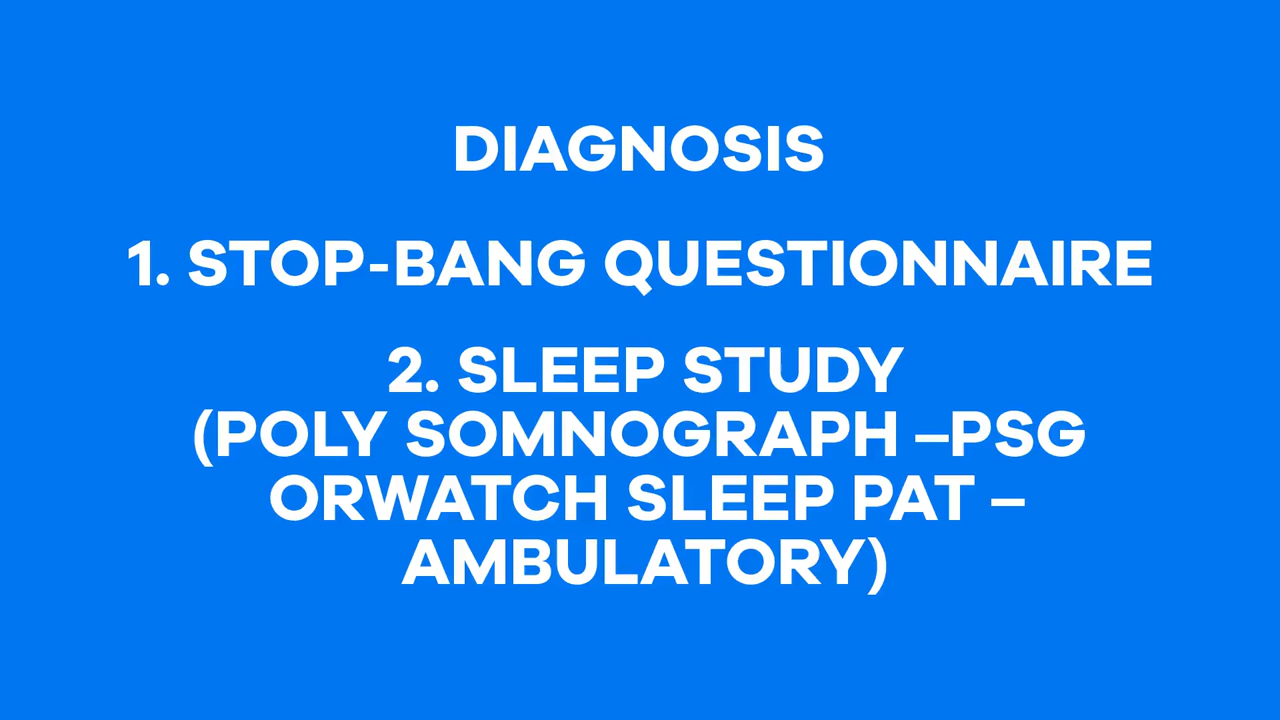 DIAGNOSIS
1. STOP-BANG QUESTIONNAIRE
2. SLEEP STUDY
(POLY SOMNOGRAPH –PSG
ORWATCH SLEEP PAT –
AMBULATORY)